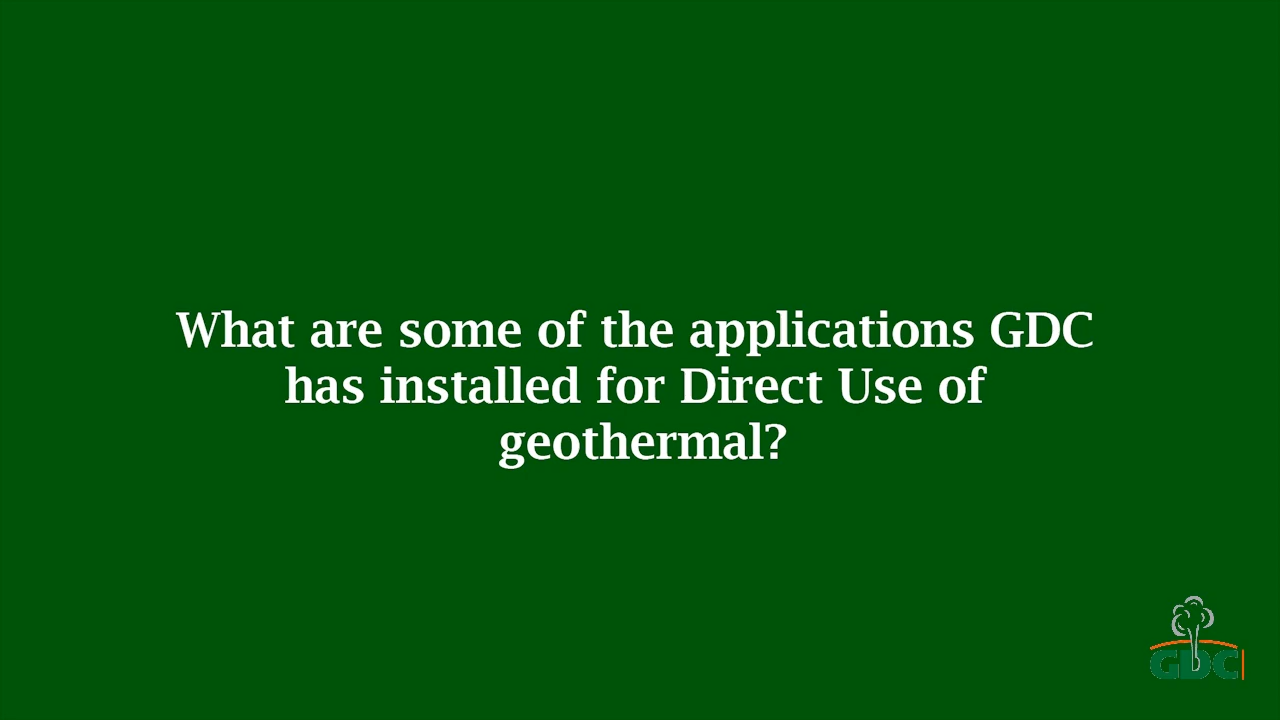 What are some of the applications GDC
has installed for Direct Use of
geothermal?
GDC